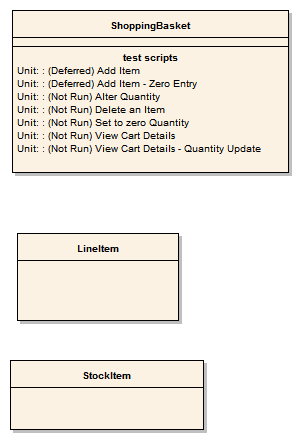 ShoppingBasket
test scripts
Unit: : (Deferred) Add Item
Unit: : (Deferred) Add Item - Zero Entry
Unit: : (Not Run) Alter Quantity
Unit: : (Not Run) Delete an Item
Unit: : (Not Run) Set to zero Quantity
Unit: : (Not Run) View Cart Details
Unit: : (Not Run) View Cart Details - Quantity Update
LineItem
StockItem